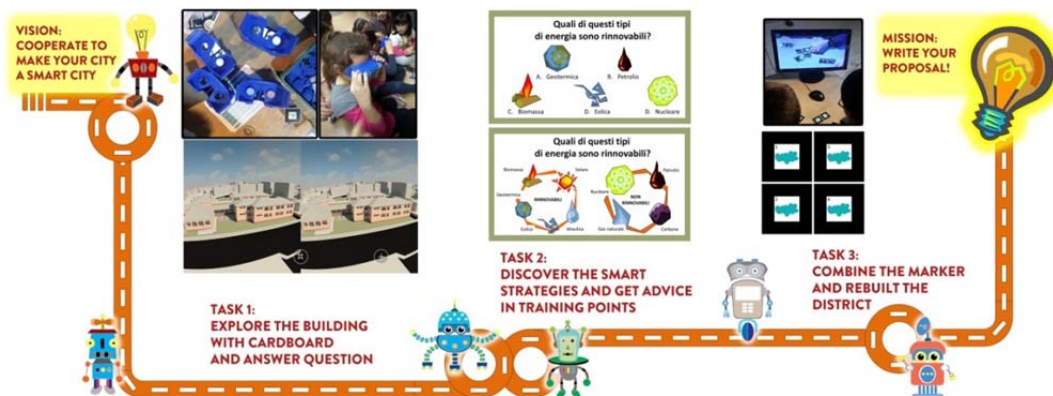 VISION:
COOPERATE TO
MAKE YOUR CITY
A SMART CITY
TASK 1:
EXPLORE THE BUILDING
WITH CARDBOARD
AND ANSWER QUESTION
Quali di questi tipi
di energia sono rinnovabili?
A. Geotermica
B. Petrolio
C. Biomassa
D. Eolica
D. Nucleare
Quali di questi tipi
di energia sono rinnovabili?
Biomasse
Solare
Geotermica
RINNOVABILI
Eolica
Idraulica
Nucleare
Petrolio
NON
RINNOVABILI
Gas naturale
Carbone
TASK 2:
DISCOVER THE SMART
STRATEGIES AND GET ADVICE
IN TRAINING POINTS
TASK 3:
COMBINE THE MARKER
AND REBUILT THE
DISTRICT
MISSION:
WRITE YOUR
PROPOSAL!